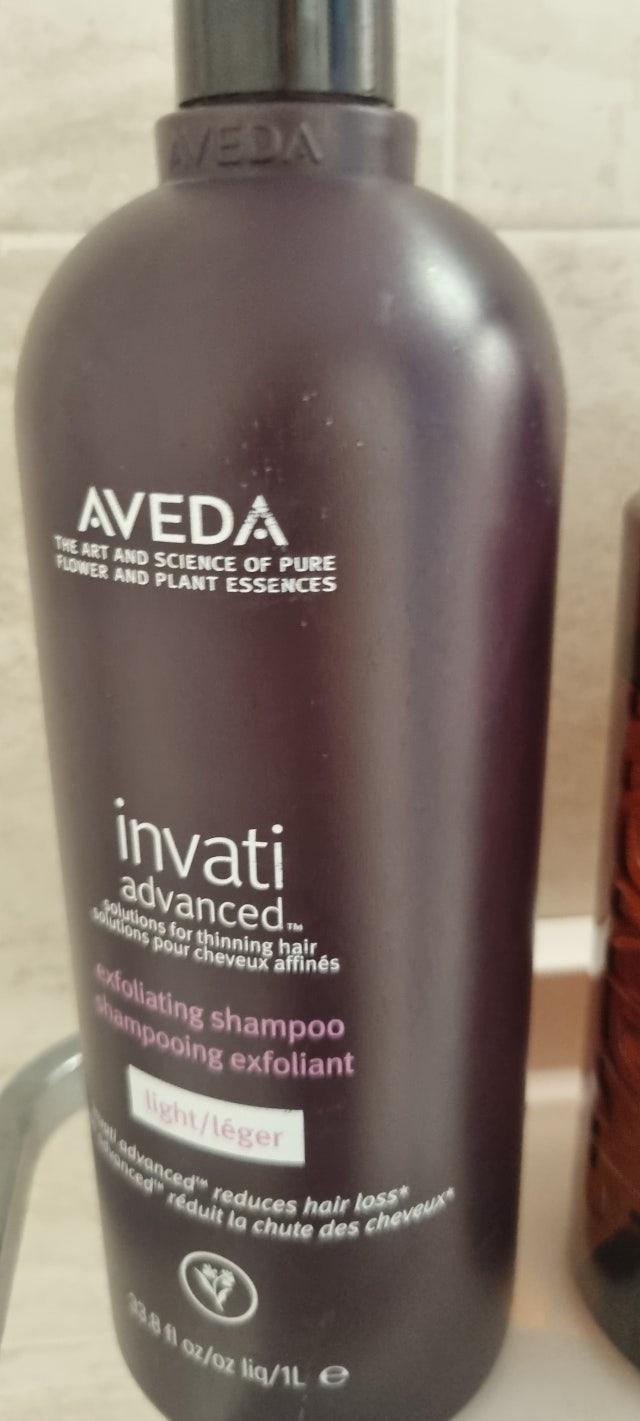 AVEDA
AVEDA
THE ART AND SCIENCE OF PURE
FLOWER AND PLANT ESSENCES
invati
advanced™
solutions for thinning hair
solutions pour cheveux affinés
exfoliating shampoo
shampooing exfoliant
light/léger
advanced™ reduces hair loss*
advanced™ réduit la chute des cheveux*
33.8 fl oz/oz liq/1L ℮